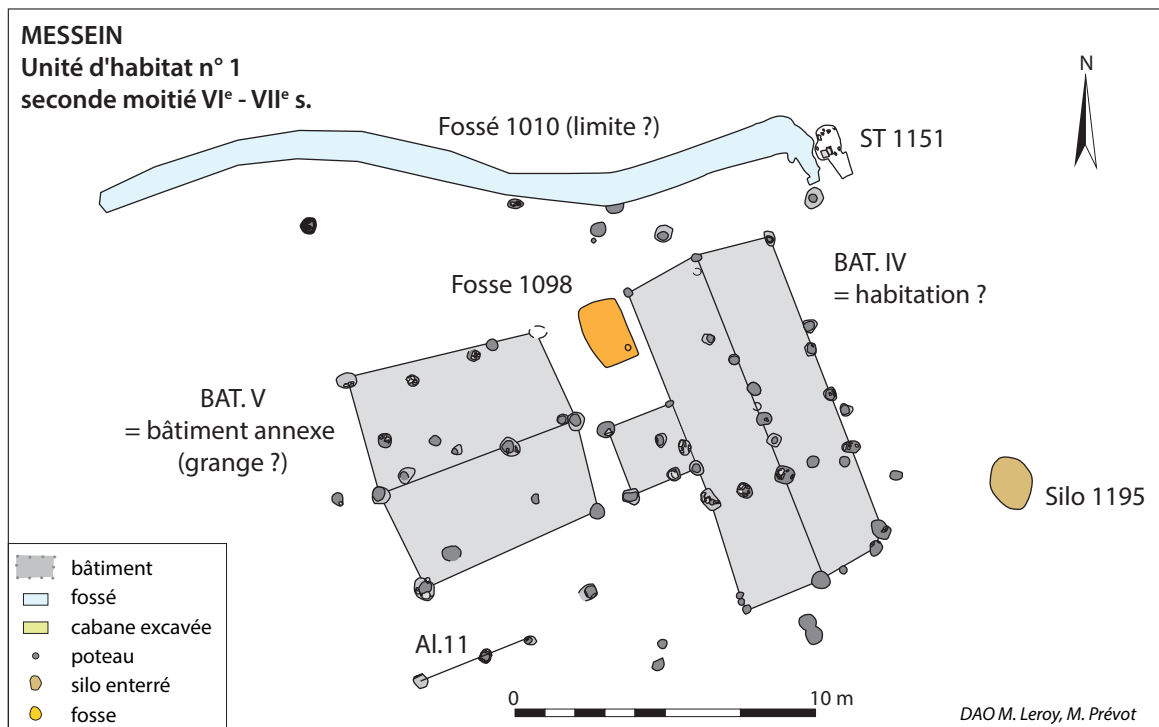 MESSEIN
Unité d'habitat n° 1
seconde moitié VIe - VIIe s.
N
Fossé 1010 (limite ?)
ST 1151
BAT. IV
= habitation ?
Fosse 1098
BAT. V
= bâtiment annexe
(grange ?)
Silo 1195
Al.11
bâtiment
fossé
cabane excavée
poteau
silo enterré
fosse
0 10 m
DAO M. Leroy, M. Prévot